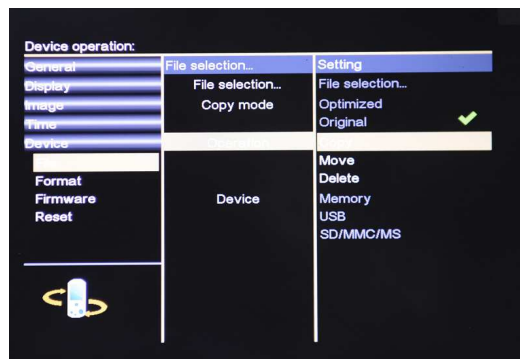 Device operation:
General
File selection...
Setting
Display
File selection...
File selection...
Image
Copy mode
Optimized
Time
Original
Device
Operation
Move
Format
Delete
Firmware
Device
Memory
Reset
USB
SD/MMC/MS